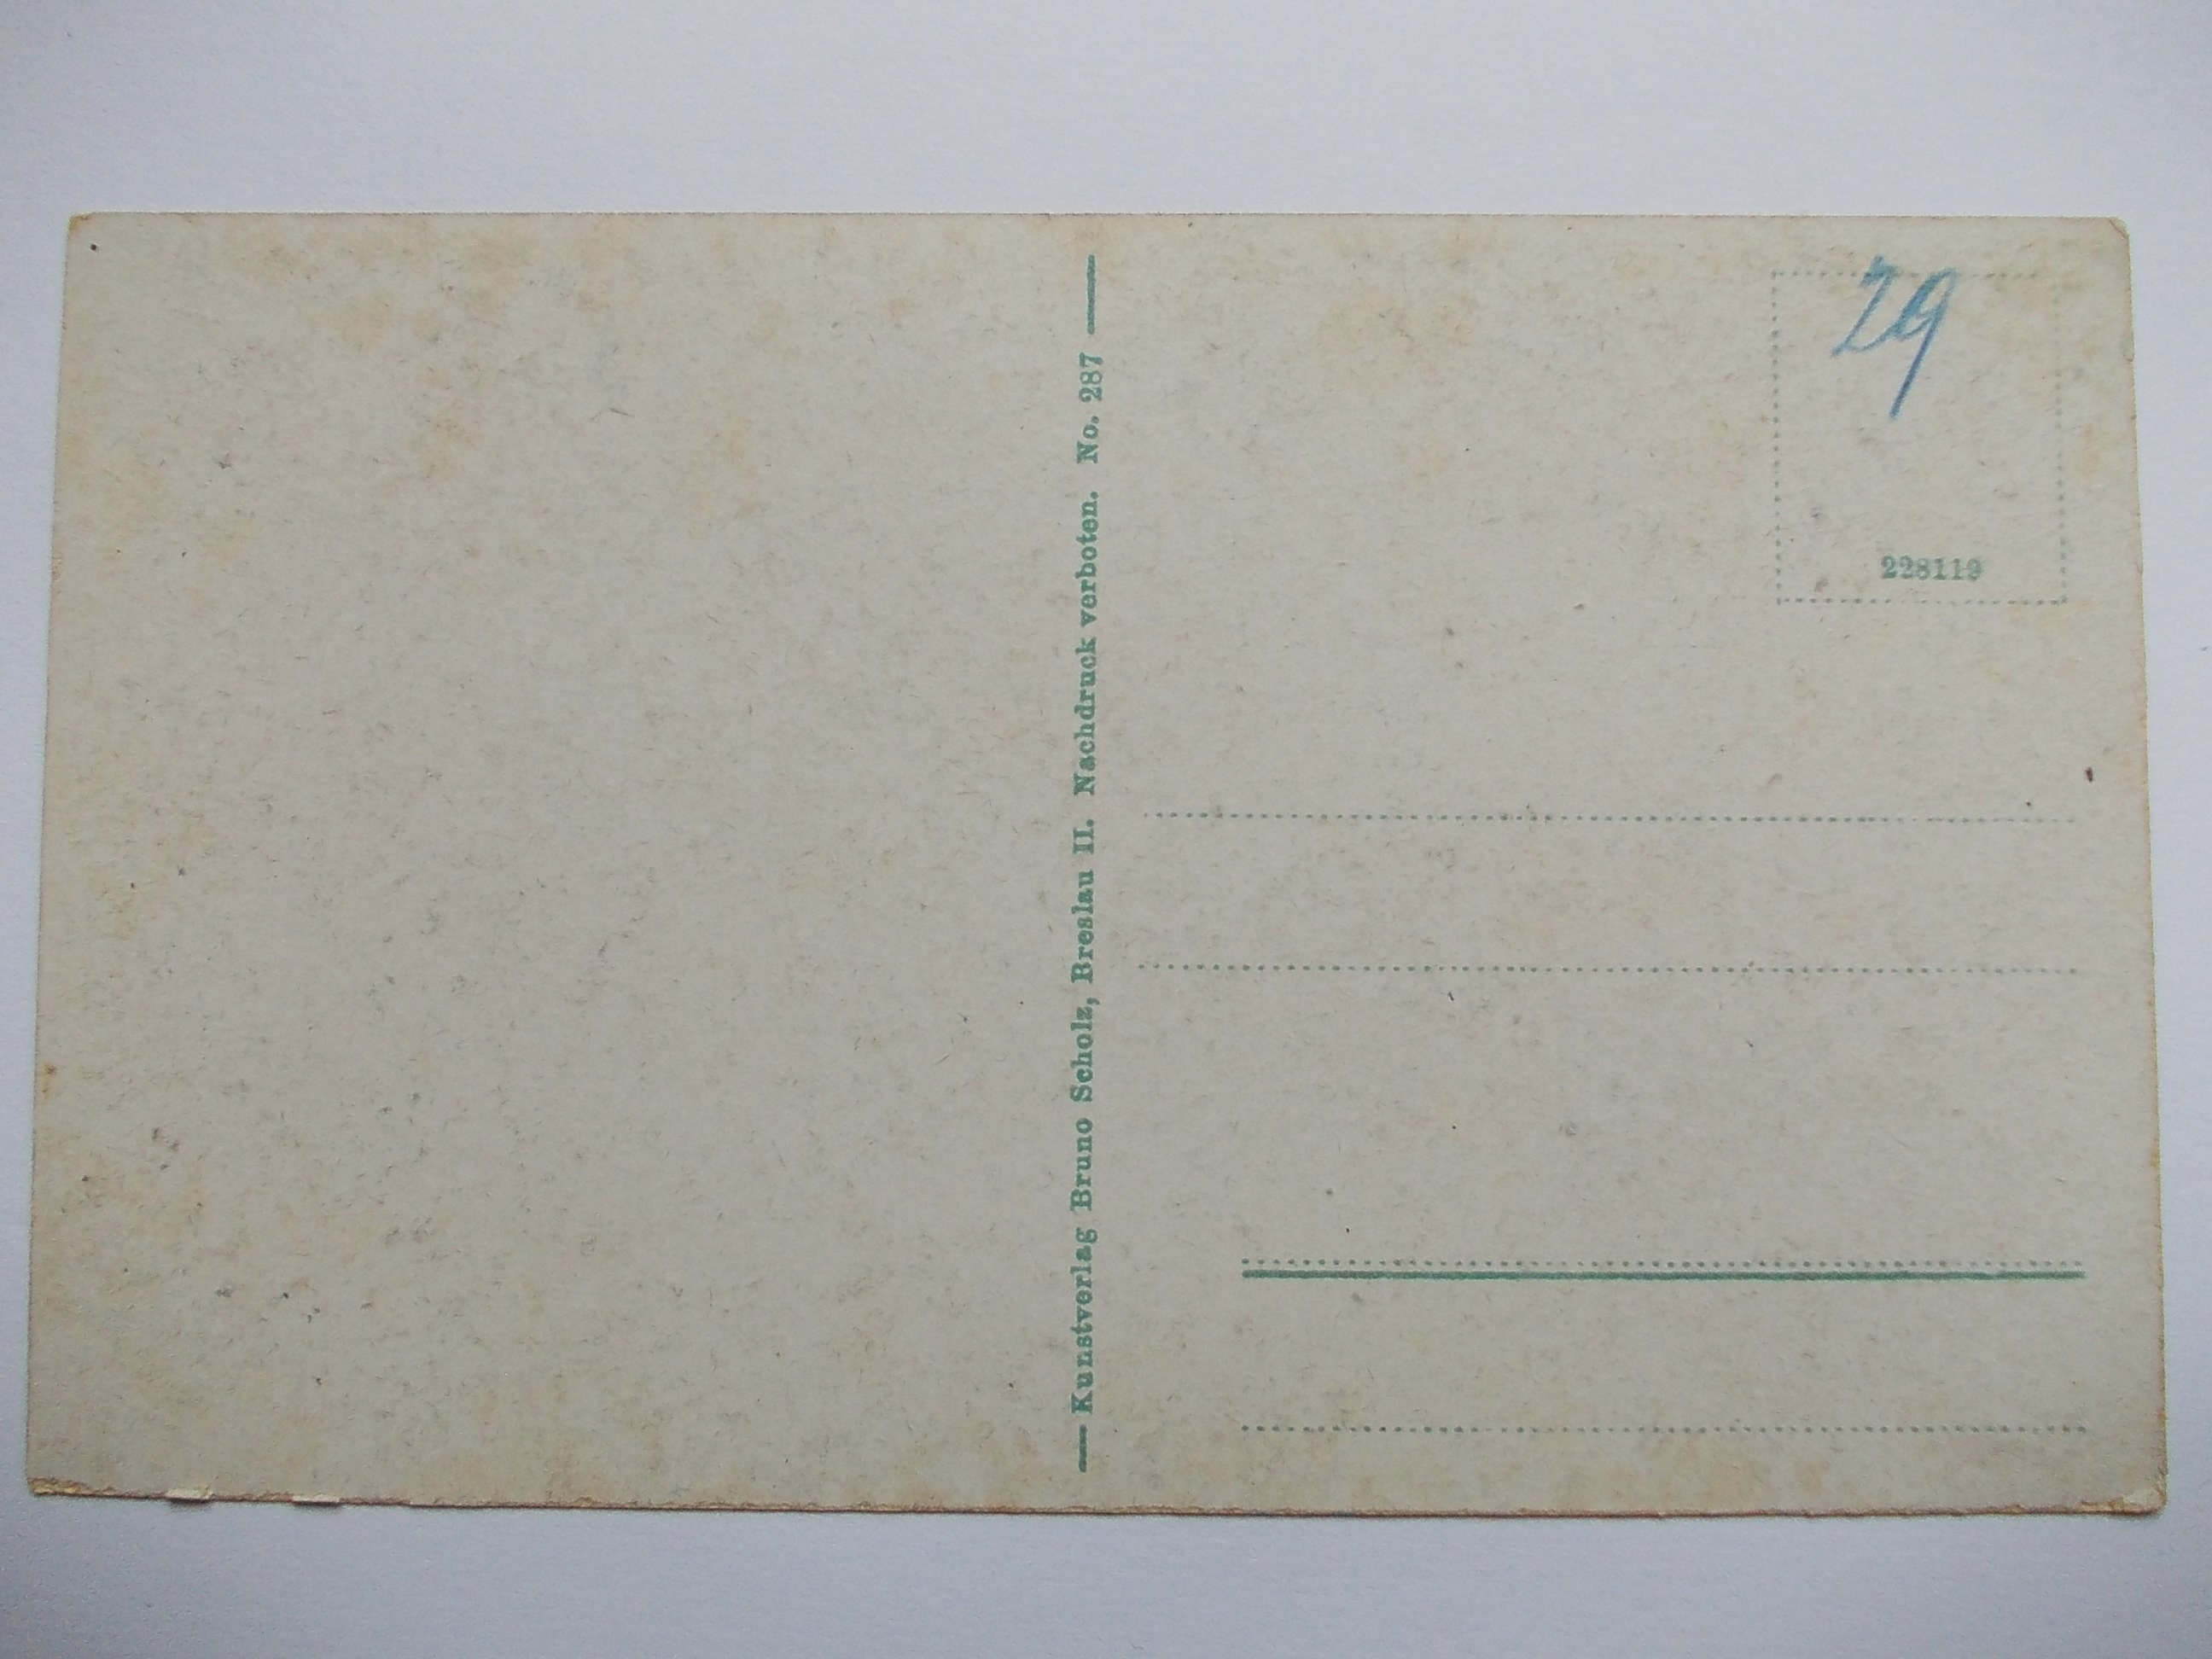 Kunstverlag Bruno Scholz, Breslau II. Nachdruck verboten. No. 287
29
228119